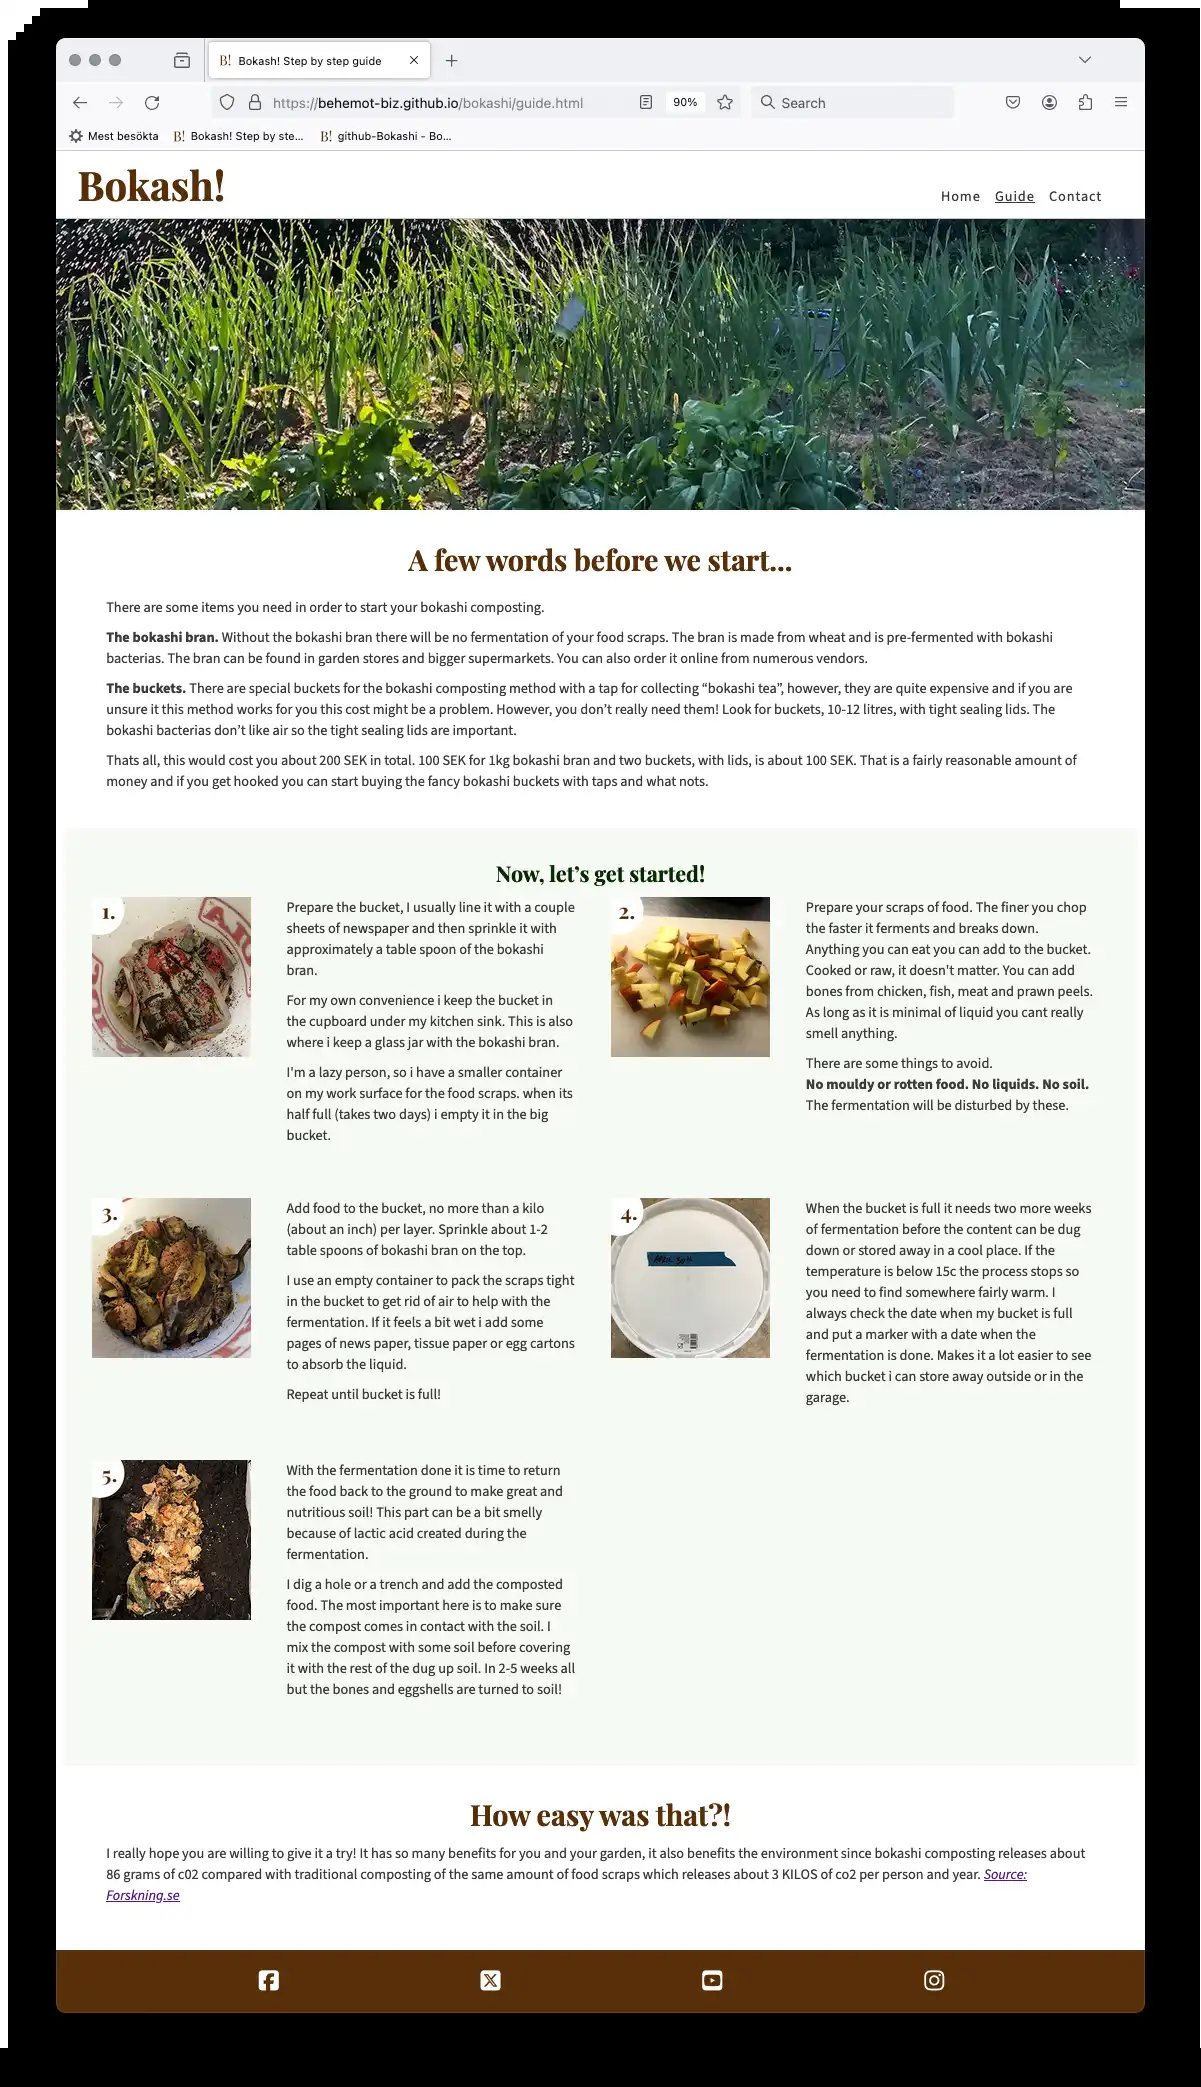 B! Bokash! Step by step guide
https://behemot-biz.github.io/bokashi/guide.html
90%
Search
Mest besökta
B! Bokash! Step by ste...
B! github-Bokashi - Bo...
Bokash!
Home Guide Contact
A few words before we start...
There are some items you need in order to start your bokashi composting.
The bokashi bran. Without the bokashi bran there will be no fermentation of your food scraps. The bran is made from wheat and is pre-fermented with bokashi
bacterias. The bran can be found in garden stores and bigger supermarkets. You can also order it online from numerous vendors.
The buckets. There are special buckets for the bokashi composting method with a tap for collecting “bokashi tea”, however, they are quite expensive and if you are
unsure it this method works for you this cost might be a problem. However, you don’t really need them! Look for buckets, 10-12 litres, with tight sealing lids. The
bokashi bacterias don’t like air so the tight sealing lids are important.
Thats all, this would cost you about 200 SEK in total. 100 SEK for 1kg bokashi bran and two buckets, with lids, is about 100 SEK. That is a fairly reasonable amount of
money and if you get hooked you can start buying the fancy bokashi buckets with taps and what nots.
Now, let’s get started!
1.
Prepare the bucket, I usually line it with a couple
sheets of newspaper and then sprinkle it with
approximately a table spoon of the bokashi
bran.
For my own convenience i keep the bucket in
the cupboard under my kitchen sink. This is also
where i keep a glass jar with the bokashi bran.
I'm a lazy person, so i have a smaller container
on my work surface for the food scraps. when its
half full (takes two days) i empty it in the big
bucket.
2.
Prepare your scraps of food. The finer you chop
the faster it ferments and breaks down.
Anything you can eat you can add to the bucket.
Cooked or raw, it doesn't matter. You can add
bones from chicken, fish, meat and prawn peels.
As long as it is minimal of liquid you cant really
smell anything.
There are some things to avoid.
No mouldy or rotten food. No liquids. No soil.
The fermentation will be disturbed by these.
3.
Add food to the bucket, no more than a kilo
(about an inch) per layer. Sprinkle about 1-2
table spoons of bokashi bran on the top.
I use an empty container to pack the scraps tight
in the bucket to get rid of air to help with the
fermentation. If it feels a bit wet i add some
pages of news paper, tissue paper or egg cartons
to absorb the liquid.
Repeat until bucket is full!
4.
When the bucket is full it needs two more weeks
of fermentation before the content can be dug
down or stored away in a cool place. If the
temperature is below 15c the process stops so
you need to find somewhere fairly warm. I
always check the date when my bucket is full
and put a marker with a date when the
fermentation is done. Makes it a lot easier to see
which bucket i can store away outside or in the
garage.
5.
With the fermentation done it is time to return
the food back to the ground to make great and
nutritious soil! This part can be a bit smelly
because of lactic acid created during the
fermentation.
I dig a hole or a trench and add the composted
food. The most important here is to make sure
the compost comes in contact with the soil. I
mix the compost with some soil before covering
it with the rest of the dug up soil. In 2-5 weeks all
but the bones and eggshells are turned to soil!
How easy was that?!
I really hope you are willing to give it a try! It has so many benefits for you and your garden, it also benefits the environment since bokashi composting releases about
86 grams of c02 compared with traditional composting of the same amount of food scraps which releases about 3 KILOS of co2 per person and year. Source:
Forskning.se